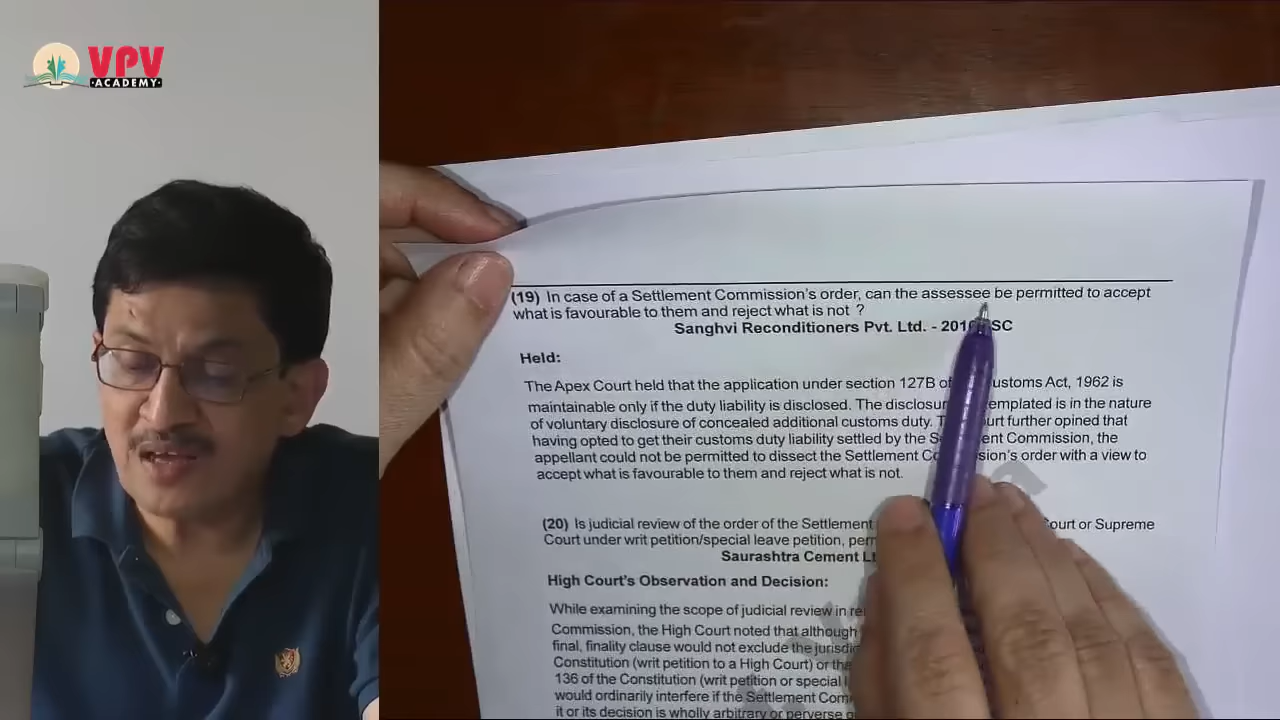 VPV
ACADEMY
(19) In case of a Settlement Commission's order, can the assessee be permitted to accept
what is favourable to them and reject what is not ?
Sanghvi Reconditioners Pvt. Ltd. - 201 SC
Held:
The Apex Court held that the application under section 127B of Customs Act, 1962 is
maintainable only if the duty liability is disclosed. The is in the nature
of voluntary disclosure of concealed additional customs duty. further opined that
having opted to get their customs duty liability settled by the Commission, the
appellant could not be permitted to dissect the Settlement order with a view to
accept what is favourable to them and reject what is not.
(20) Is judicial review of the order of the Settlement Court or Supreme
Court under writ petition/special leave petition,
Saurashtra Cement
High Court's Observation and Decision:
While examining the scope of judicial review in
Commission, the High Court noted that although
final, finality clause would not exclude the
Constitution (writ petition to a High Court) or
136 of the Constitution (writ petition or special
would ordinarily interfere if the Settlement
it or its decision is wholly arbitrary or perverse